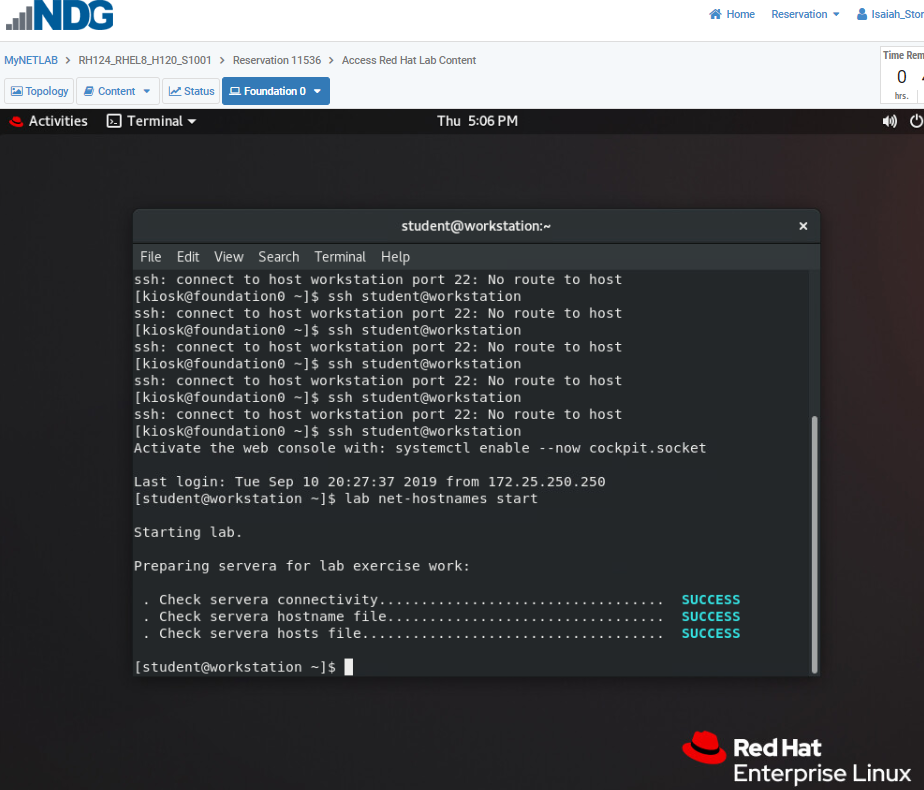 NDG
Home Reservation Isaiah_Stor
MyNETLAB > RH124_RHEL8_H120_S1001 > Reservation 11536 > Access Red Hat Lab Content
Time Rem
0
hrs.
Topology Content Status Foundation 0
Activities Terminal Thu 5:06 PM
student@workstation:~ ×
File Edit View Search Terminal Help
ssh: connect to host workstation port 22: No route to host
[kiosk@foundation0 ~]$ ssh student@workstation
ssh: connect to host workstation port 22: No route to host
[kiosk@foundation0 ~]$ ssh student@workstation
ssh: connect to host workstation port 22: No route to host
[kiosk@foundation0 ~]$ ssh student@workstation
ssh: connect to host workstation port 22: No route to host
[kiosk@foundation0 ~]$ ssh student@workstation
ssh: connect to host workstation port 22: No route to host
[kiosk@foundation0 ~]$ ssh student@workstation
Activate the web console with: systemctl enable --now cockpit.socket
Last login: Tue Sep 10 20:27:37 2019 from 172.25.250.250
[student@workstation ~]$ lab net-hostnames start
Starting lab.
Preparing servera for lab exercise work:
. Check servera connectivity.................................. SUCCESS
. Check servera hostname file................................. SUCCESS
. Check servera hosts file.................................... SUCCESS
[student@workstation ~]$
Red Hat
Enterprise Linux